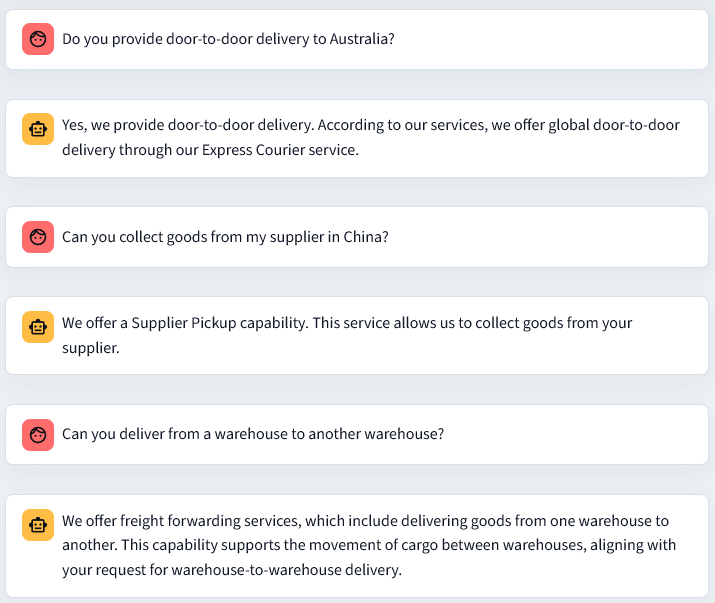 Do you provide door-to-door delivery to Australia?
Yes, we provide door-to-door delivery. According to our services, we offer global door-to-door
delivery through our Express Courier service.
Can you collect goods from my supplier in China?
We offer a Supplier Pickup capability. This service allows us to collect goods from your
supplier.
Can you deliver from a warehouse to another warehouse?
We offer freight forwarding services, which include delivering goods from one warehouse to
another. This capability supports the movement of cargo between warehouses, aligning with
your request for warehouse-to-warehouse delivery.